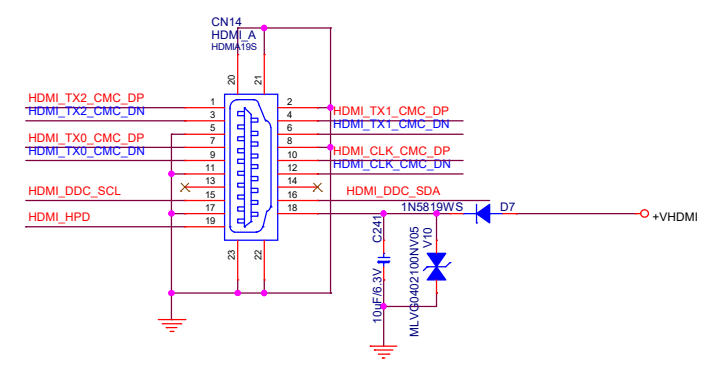 CN14
HDMI_A
HDMIA19S
20
21
HDMI_TX2_CMC_DP
1
2
HDMI_TX2_CMC_DN
3
4
HDMI_TX1_CMC_DP
5
6
HDMI_TX1_CMC_DN
HDMI_TX0_CMC_DP
7
8
HDMI_TX0_CMC_DN
9
10
HDMI_CLK_CMC_DP
11
12
HDMI_CLK_CMC_DN
13
14
HDMI_DDC_SCL
15
16
HDMI_DDC_SDA
17
18
1N5819WS
D7
HDMI_HPD
19
+VHDMI
23
22
C241
10uF/6.3V
V10
MLVG0402100NV05